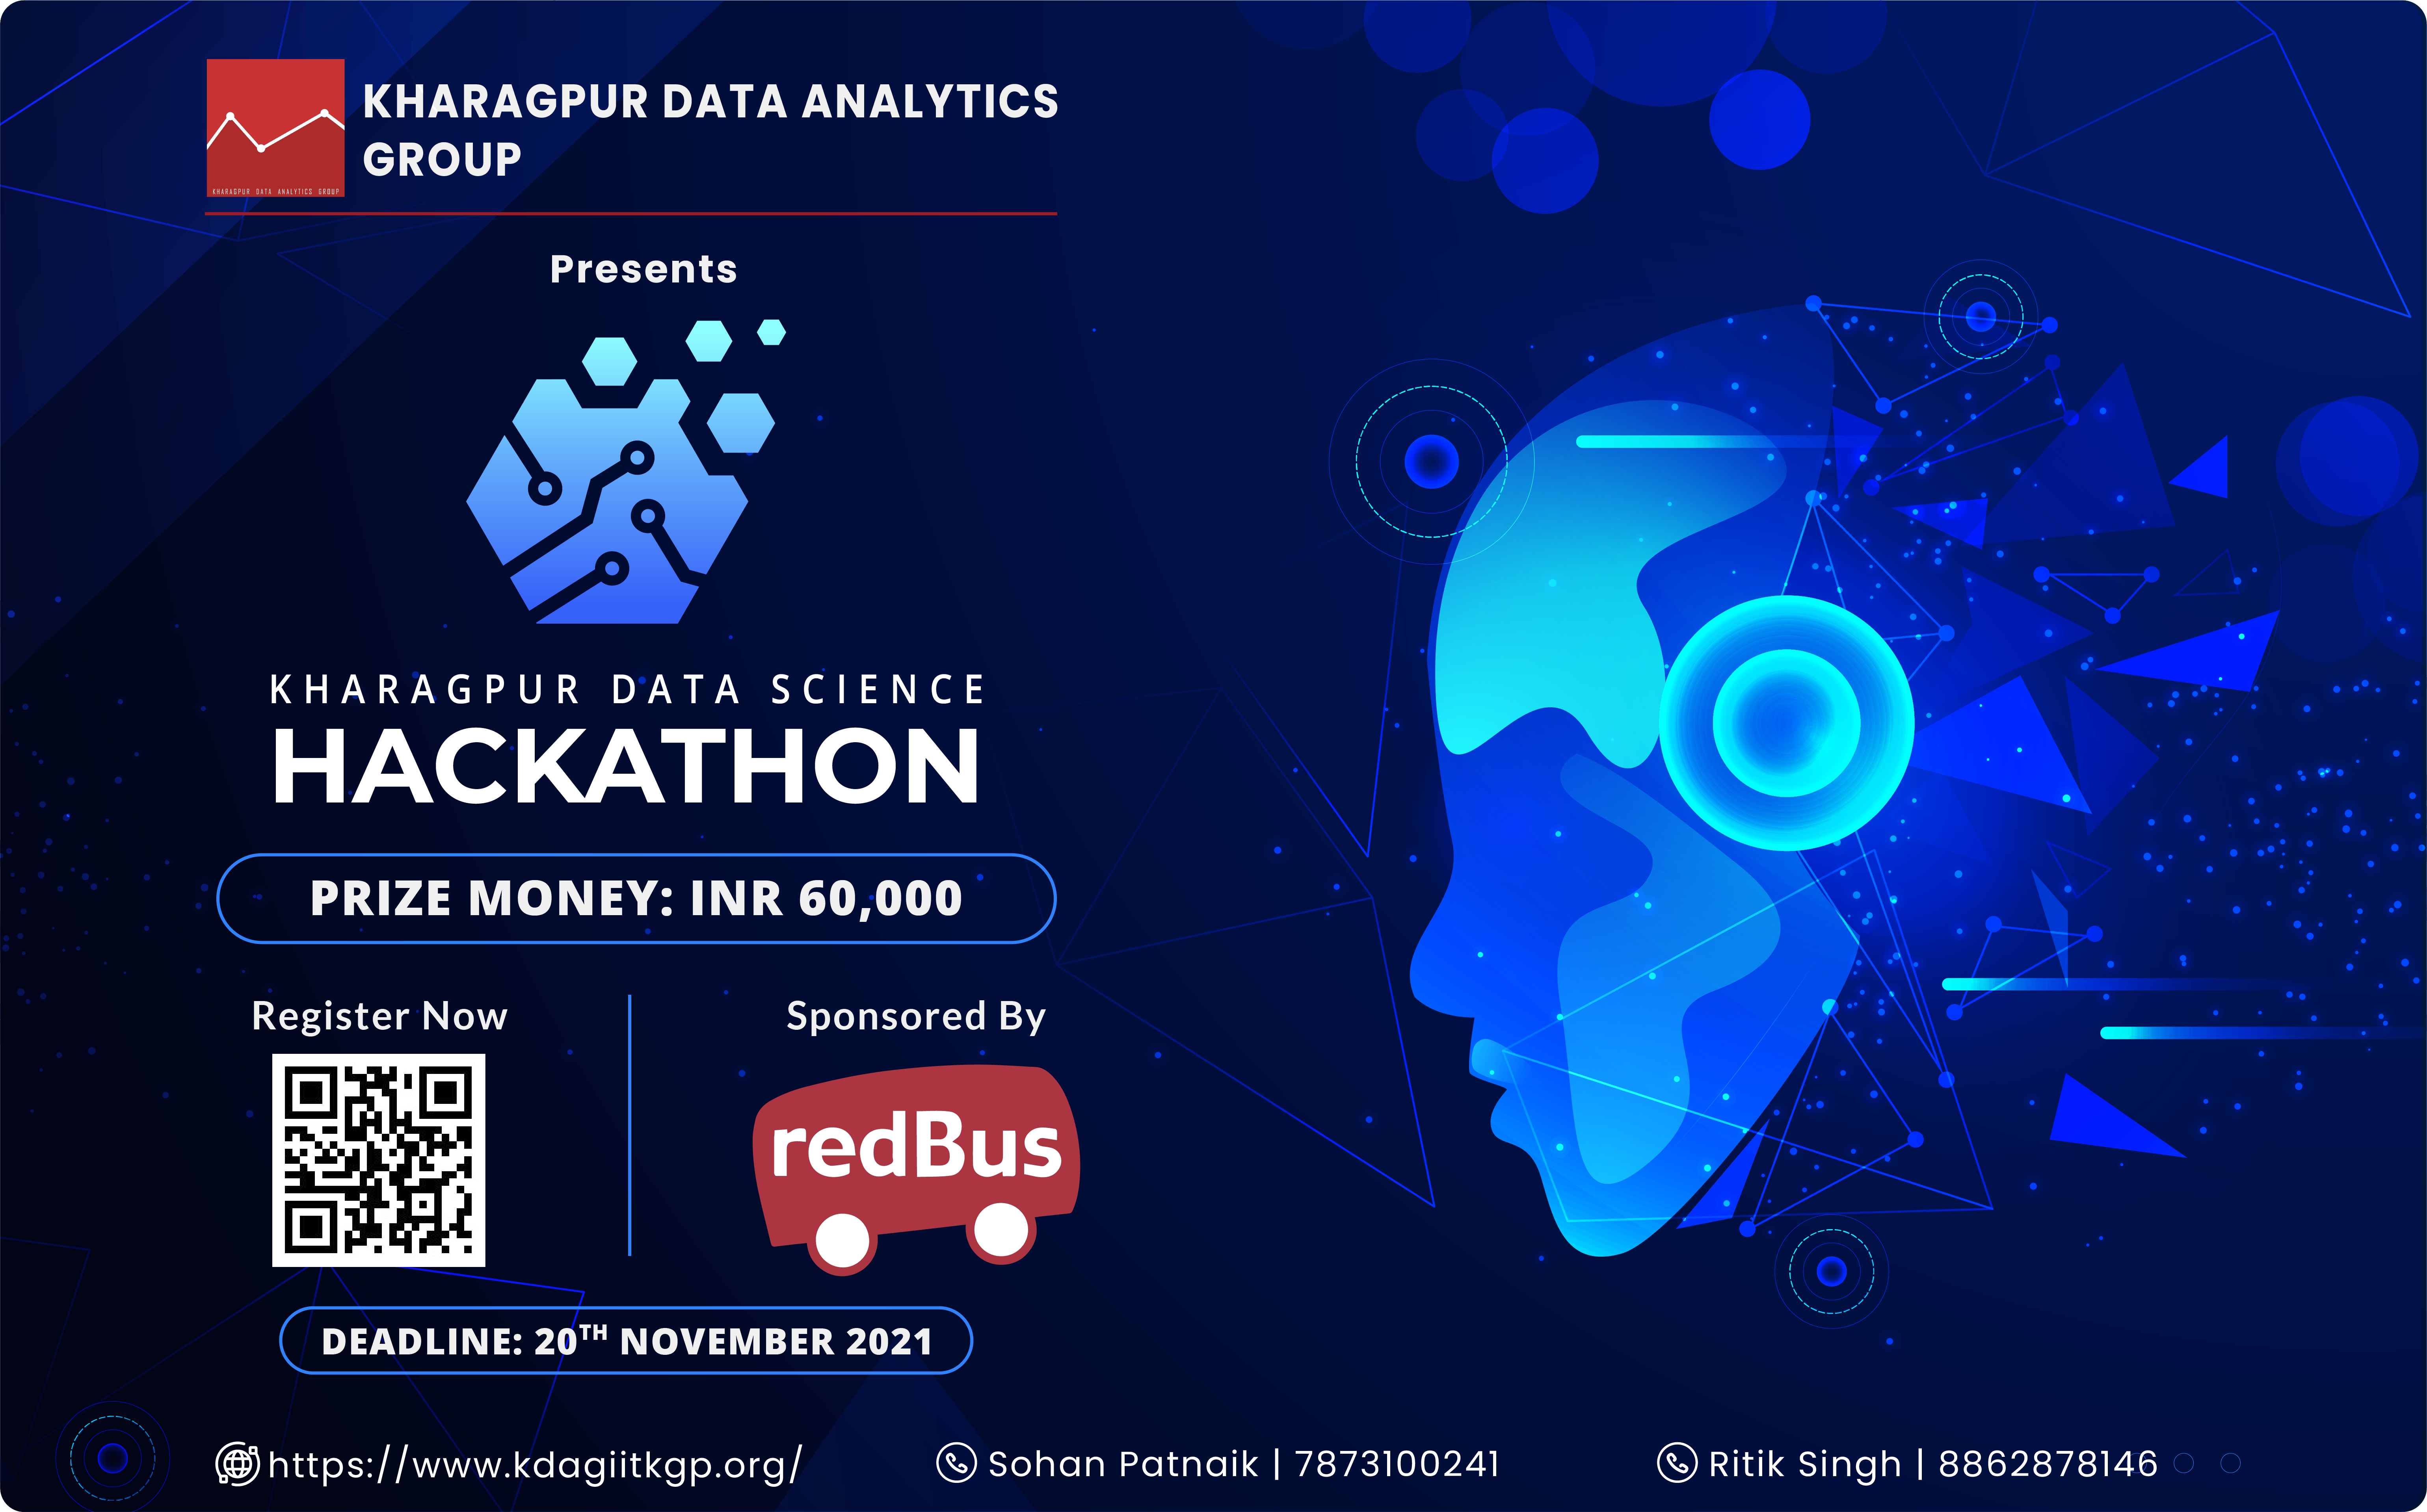 KHARAGPUR DATA ANALYTICS
GROUP
KHARAGPUR DATA ANALYTICS GROUP
Presents
KHARAGPUR DATA SCIENCE
HACKATHON
PRIZE MONEY: INR 60,000
Register Now
Sponsored By
redBus
DEADLINE: 20TH NOVEMBER 2021
https://www.kdagiitkgp.org/
Sohan Patnaik | 7873100241
Ritik Singh | 8862878146